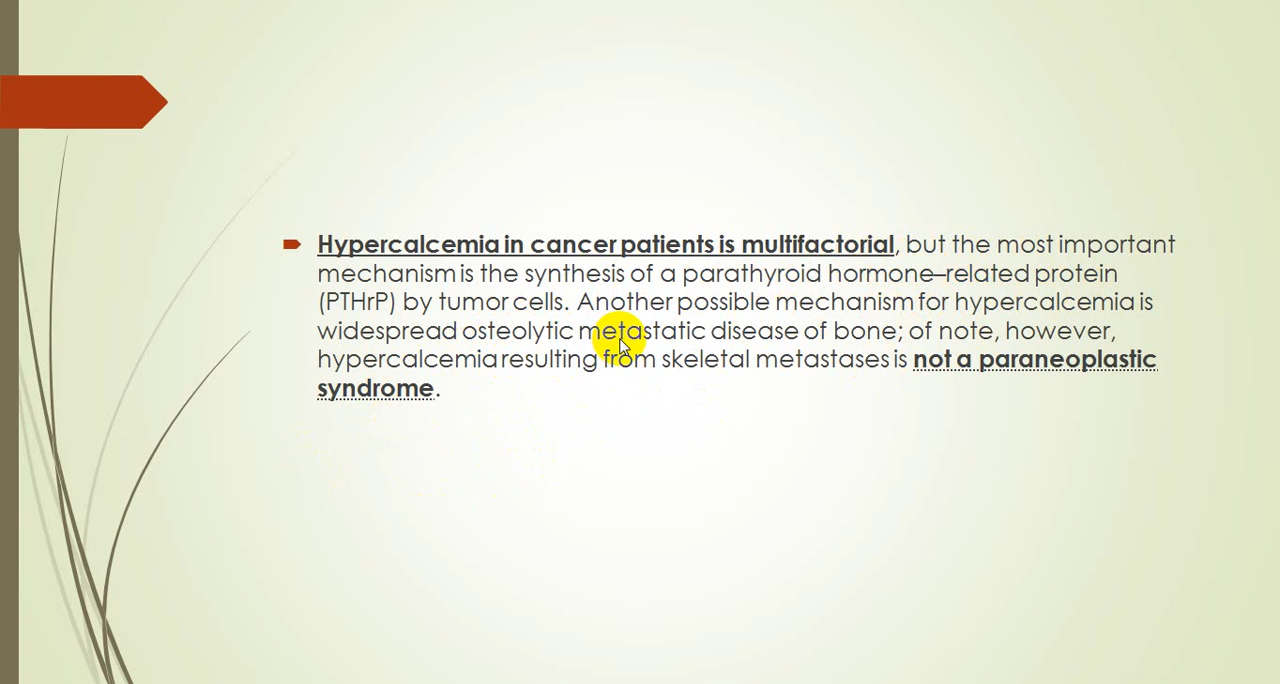 Hypercalcemia in cancer patients is multifactorial, but the most important
mechanism is the synthesis of a parathyroid hormone–related protein
(PTHrP) by tumor cells. Another possible mechanism for hypercalcemia is
widespread osteolytic metastatic disease of bone; of note, however,
hypercalcemia resulting from skeletal metastases is not a paraneoplastic
syndrome.